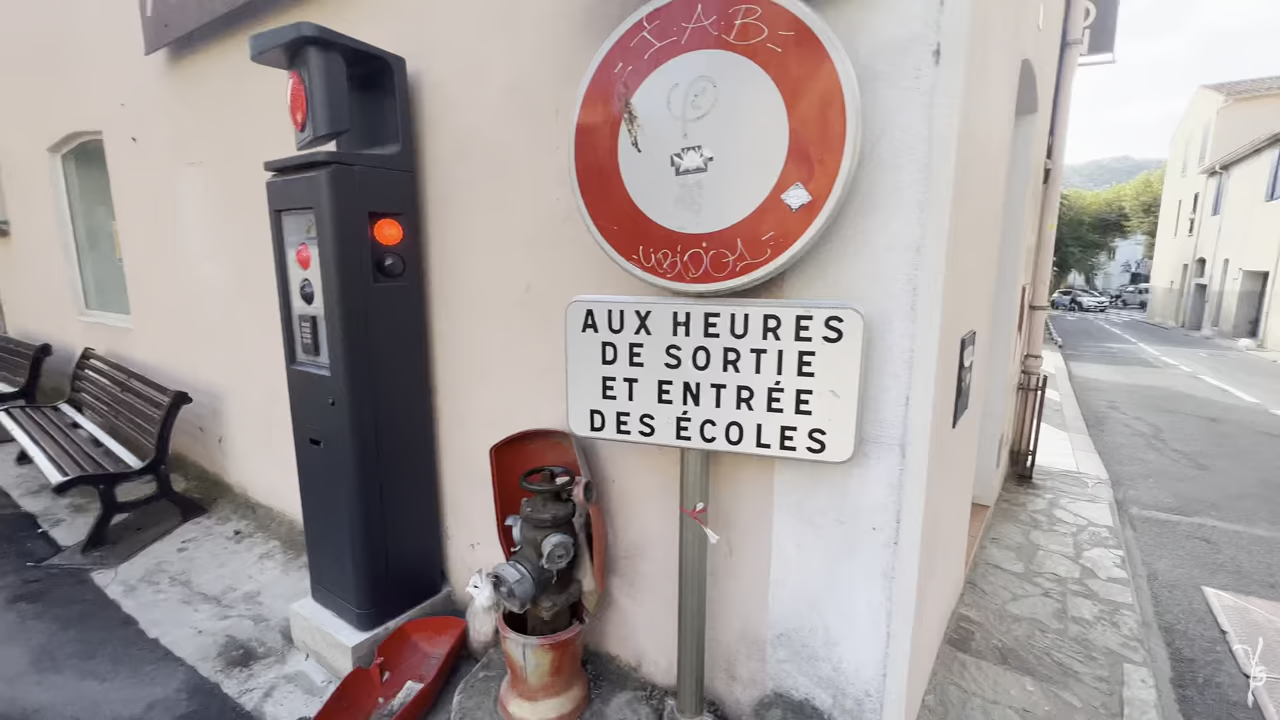 -I.A.B-
AUX HEURES
DE SORTIE
ET ENTRÉE
DES ÉCOLES